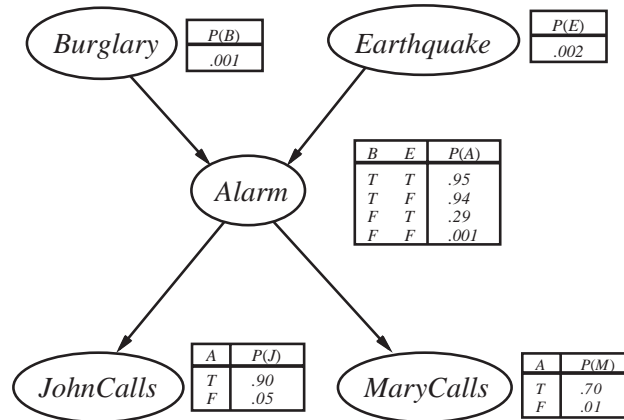 Burglary
P(B)
.001
Earthquake
P(E)
.002
Alarm
B E P(A)
T T .95
T F .94
F T .29
F F .001
JohnCalls
A P(J)
T .90
F .05
MaryCalls
A P(M)
T .70
F .01